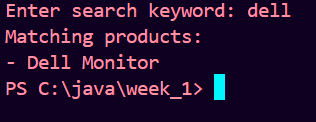 Enter search keyword: dell
Matching products:
- Dell Monitor
PS C:\java\week_1>